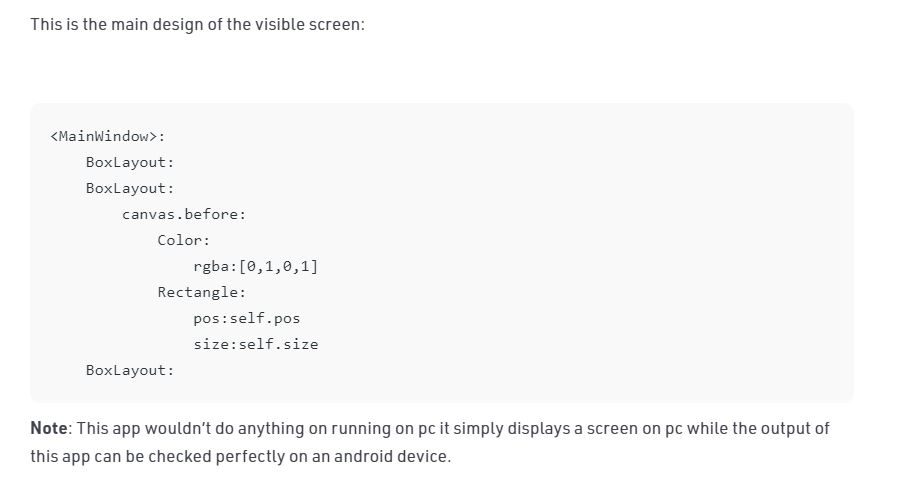 This is the main design of the visible screen:
<MainWindow>:
    BoxLayout:
    BoxLayout:
        canvas.before:
            Color:
                rgba:[0,1,0,1]
            Rectangle:
                pos:self.pos
                size:self.size
    BoxLayout:
Note: This app wouldn't do anything on running on pc it simply displays a screen on pc while the output of
this app can be checked perfectly on an android device.